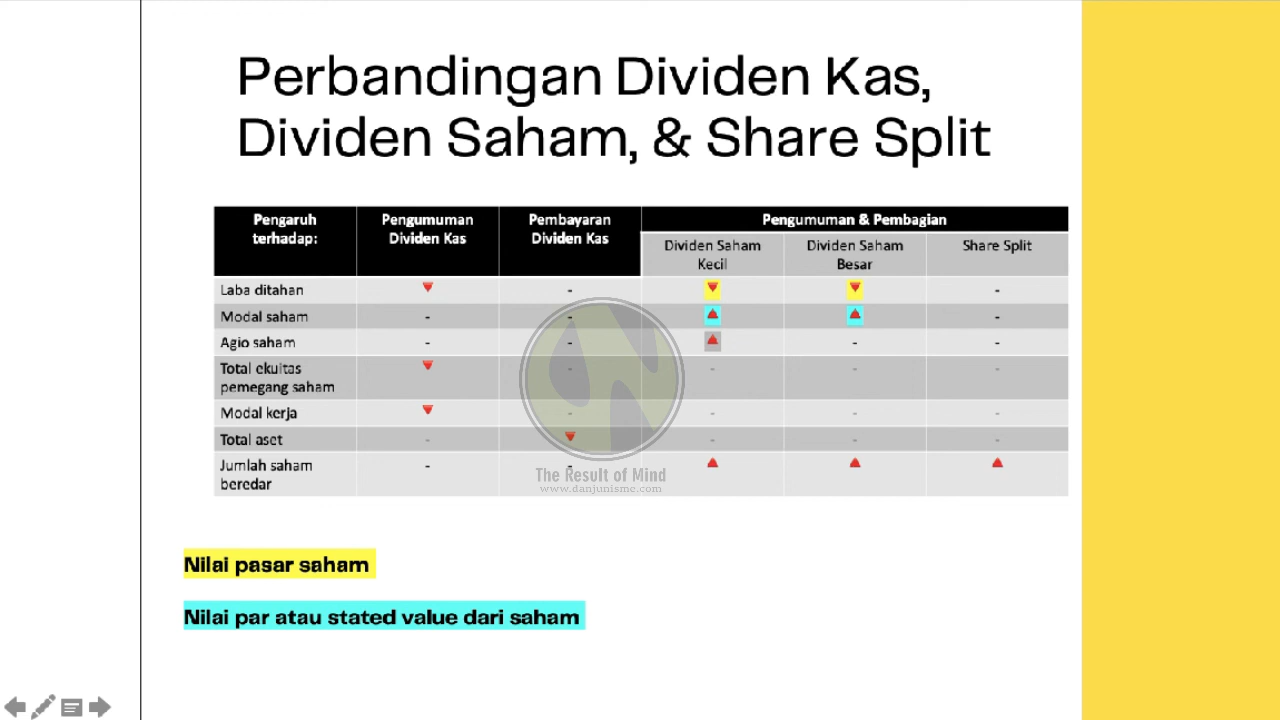 Perbandingan Dividen Kas,
Dividen Saham, & Share Split
Pengaruh terhadap: Pengumuman Dividen Kas Pembayaran Dividen Kas Pengumuman & Pembagian
Dividen Saham Kecil Dividen Saham Besar Share Split
Laba ditahan 🔻 - 🔻 🔻 -
Modal saham - - 🔺 🔺 -
Agio saham - - 🔺 - -
Total ekuitas pemegang saham 🔻 - - - -
Modal kerja 🔻 - - - -
Total aset - 🔻 - - -
Jumlah saham beredar - - 🔺 🔺 🔺
The Result of Mind
www.danjunisme.com
Nilai pasar saham
Nilai par atau stated value dari saham